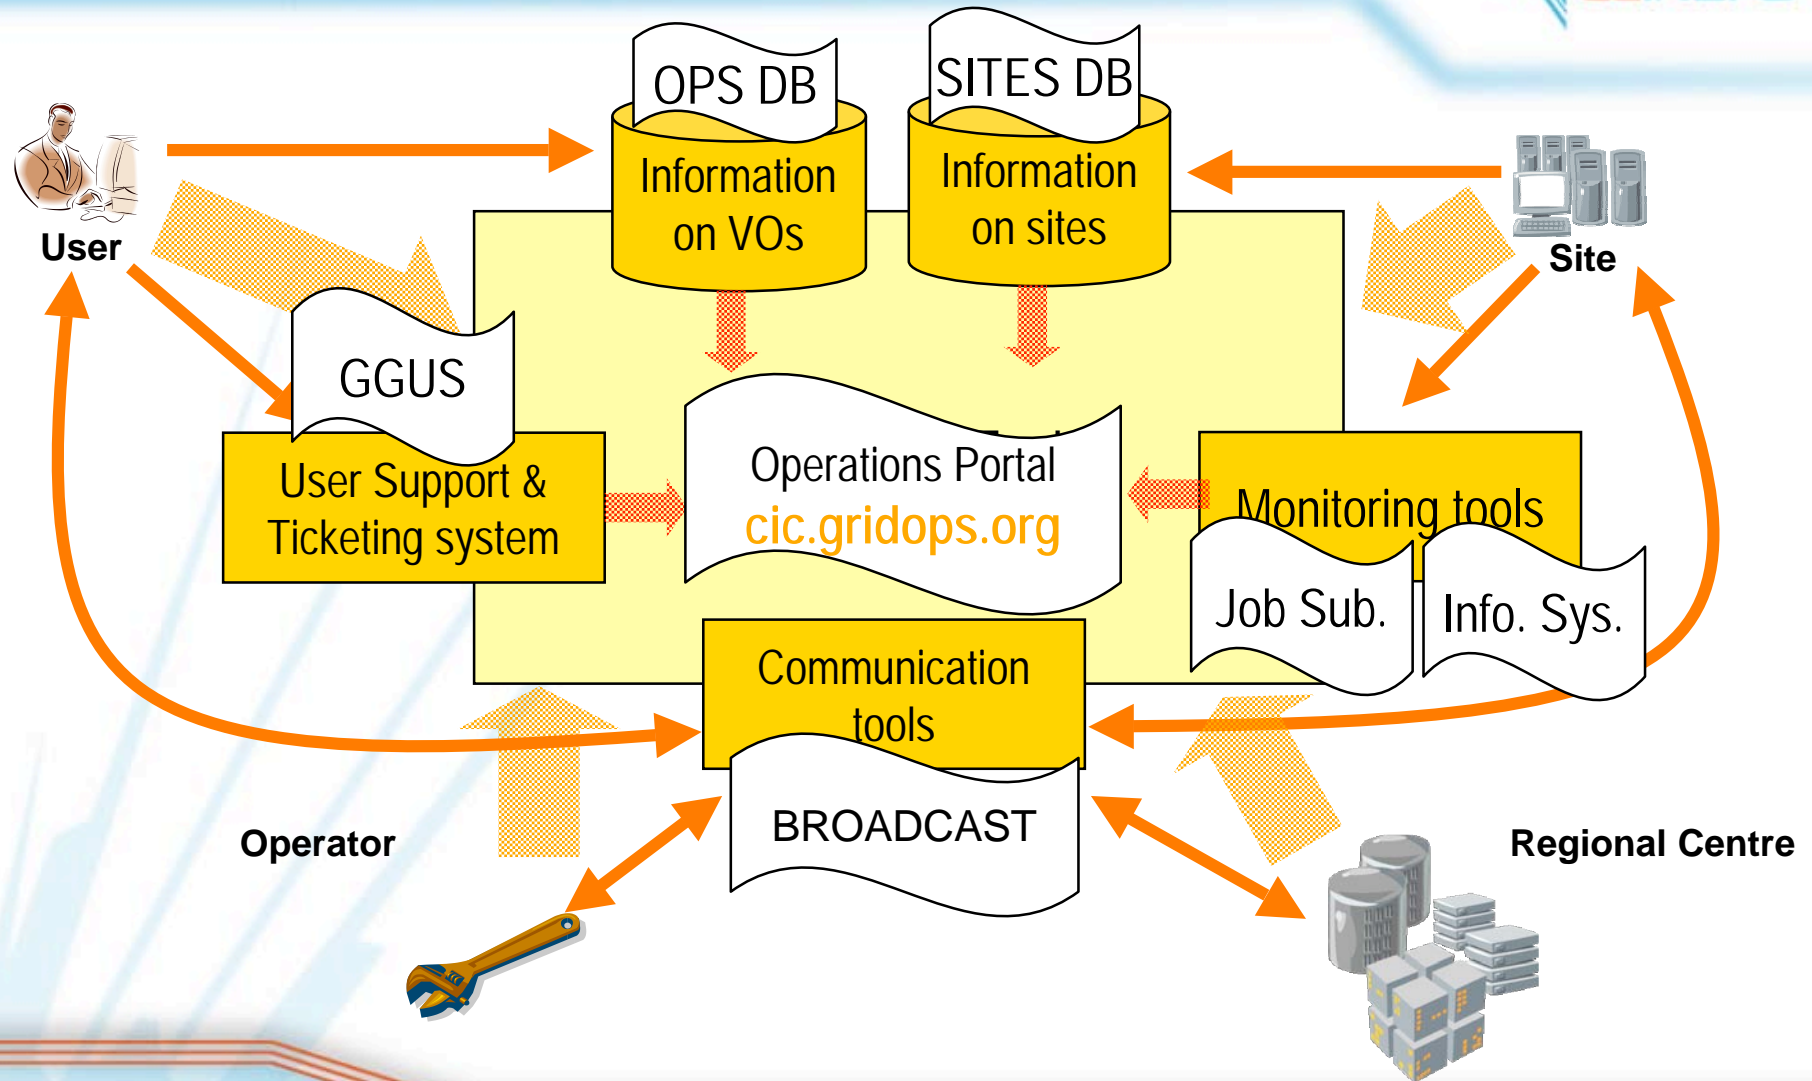 OPS DB
SITES DB
Information
on VOs
Information
on sites
User
Site
GGUS
User Support &
Ticketing system
Operations Portal
cic.gridops.org
Monitoring tools
Job Sub.
Info. Sys.
Communication
tools
BROADCAST
Operator
Regional Centre